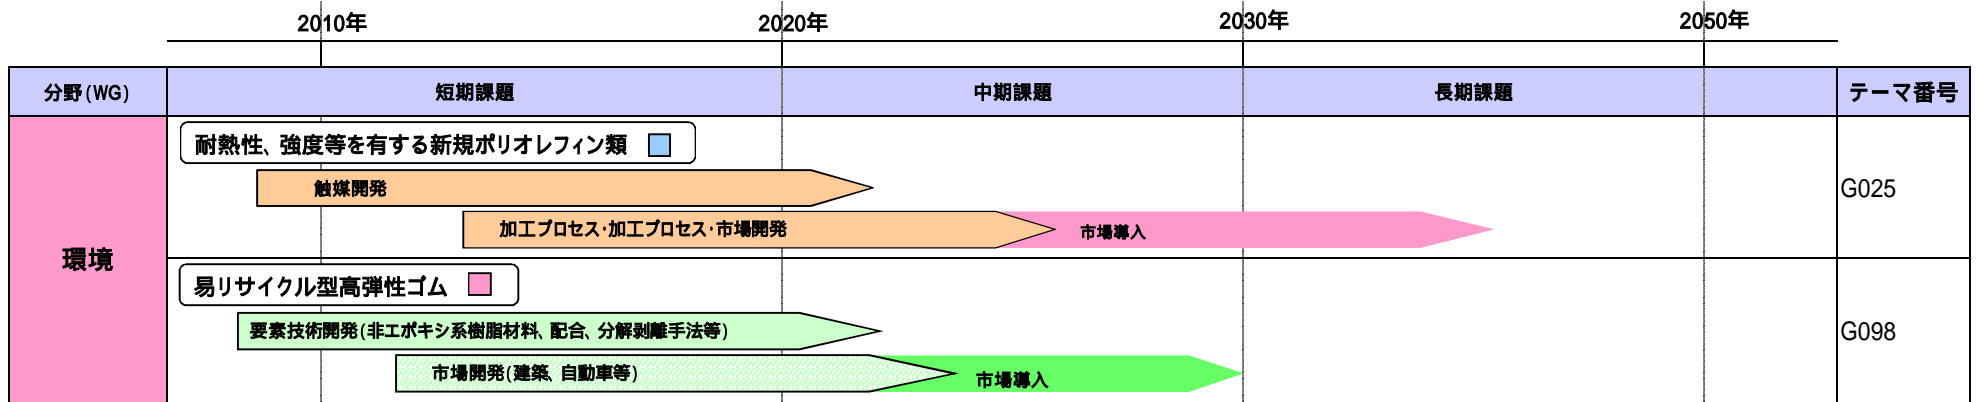 2010年 2020年 2030年 2050年
分野(WG) 短期課題 中期課題 長期課題 テーマ番号
環境
耐熱性、強度等を有する新規ポリオレフィン類
触媒開発
G025
加工プロセス･加工プロセス･市場開発 市場導入
易リサイクル型高弾性ゴム
要素技術開発(非エポキシ系樹脂材料、配合、分解剥離手法等)
G098
市場開発(建築、自動車等) 市場導入